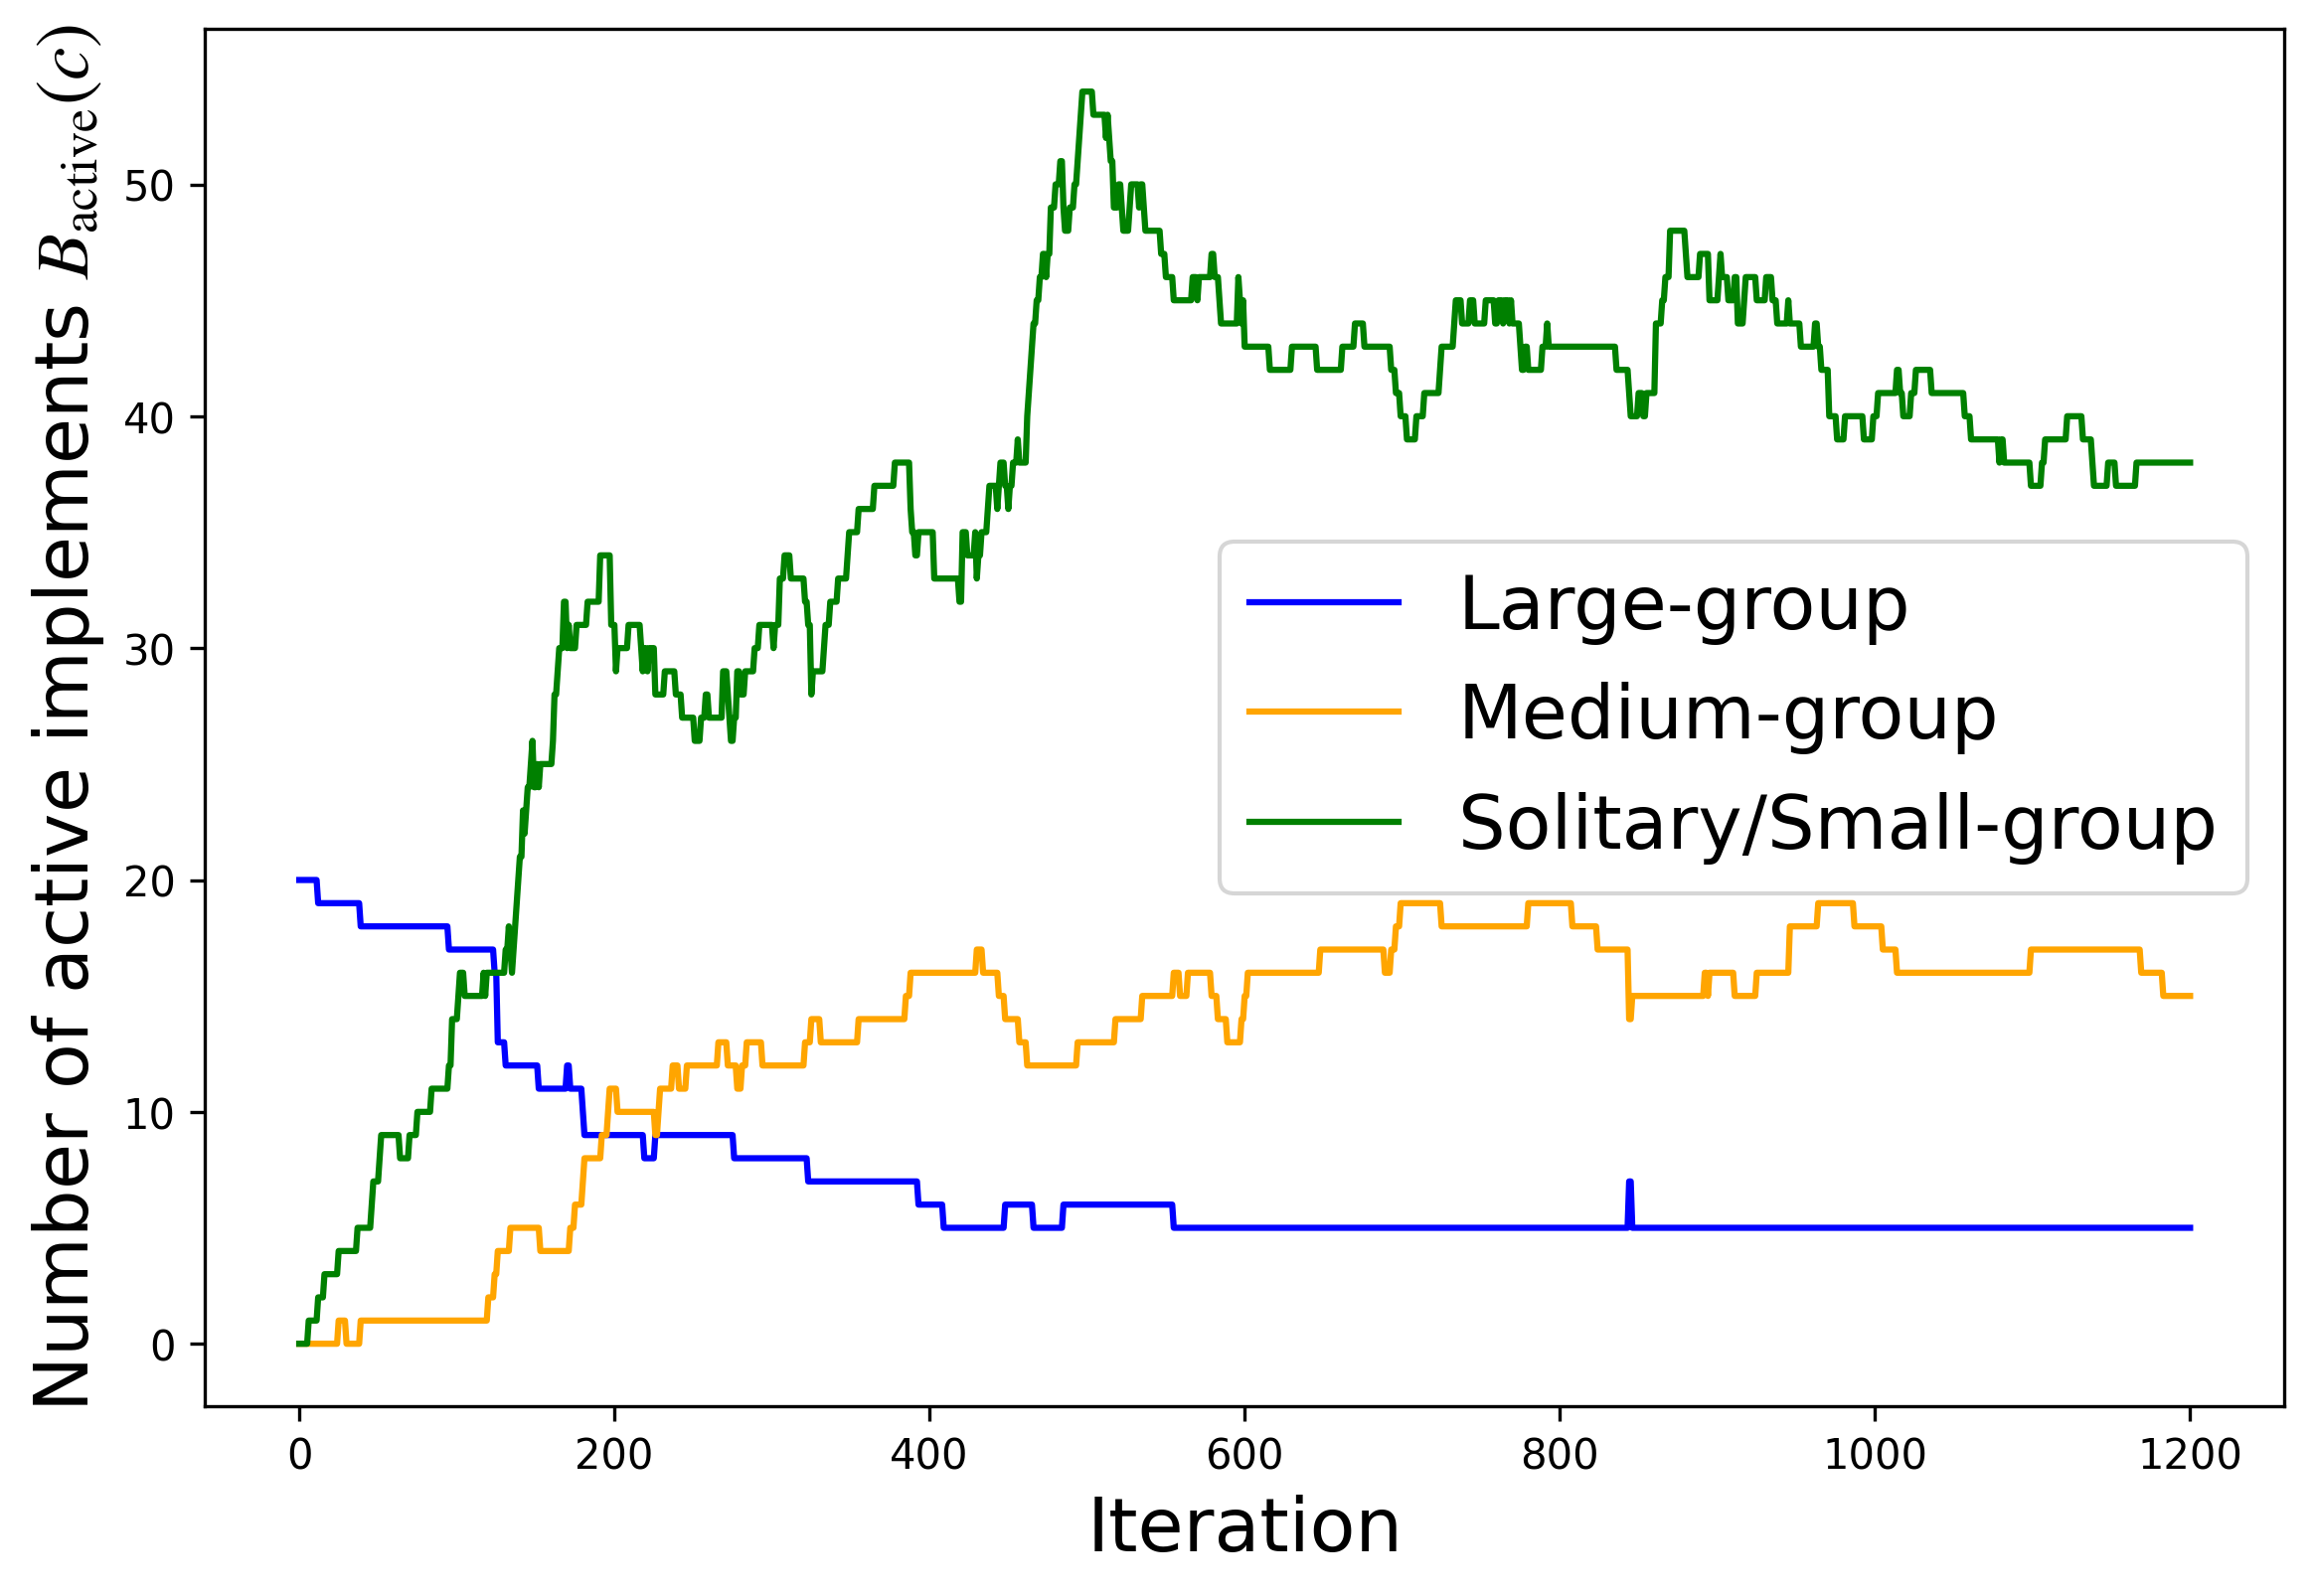 Number of active implements B_active(c)
50
40
30
20
10
0
Large-group
Medium-group
Solitary/Small-group
0 200 400 600 800 1000 1200
Iteration